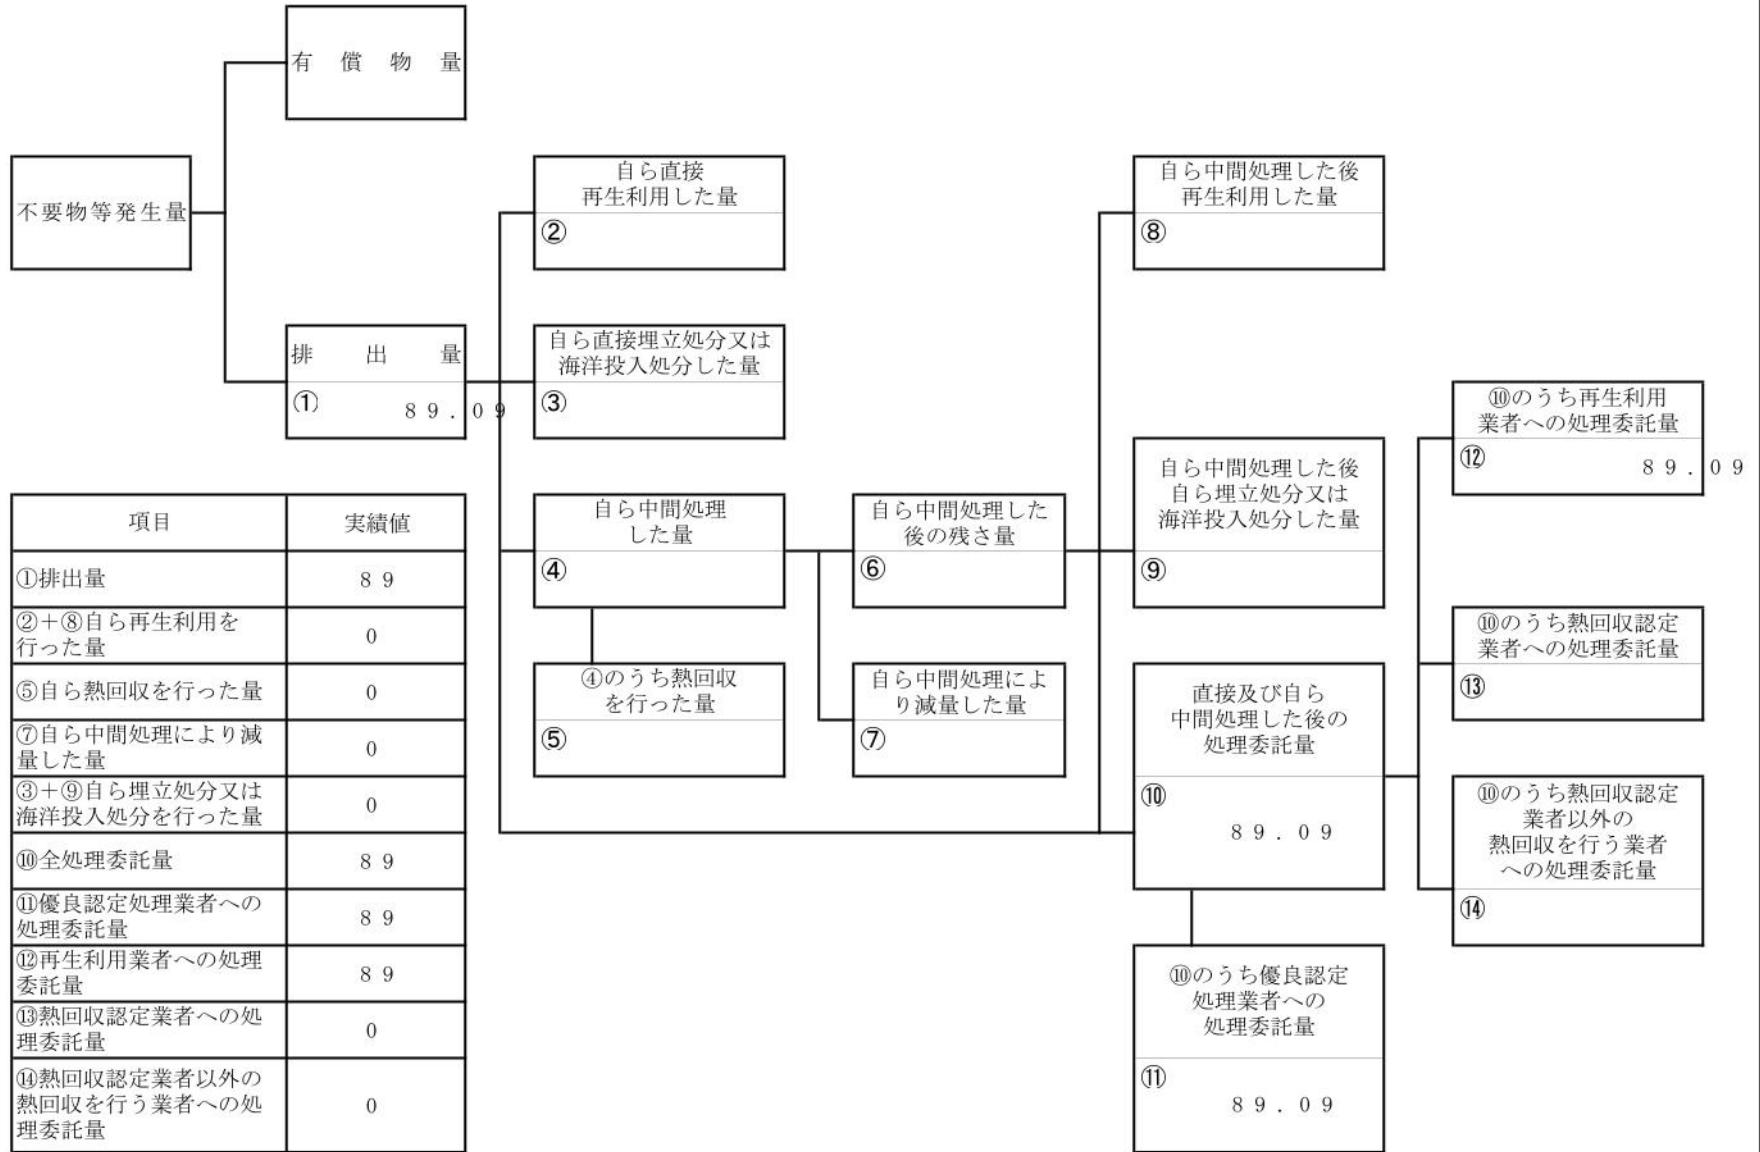 有償物量
不要物等発生量
自ら直接
再生利用した量
②
自ら中間処理した後
再生利用した量
⑧
排出量
①
89.09
自ら直接埋立処分又は
海洋投入処分した量
③
⑩のうち再生利用
業者への処理委託量
⑫
89.09
自ら中間処理
した量
④
自ら中間処理した
後の残さ量
⑥
自ら中間処理した後
自ら埋立処分又は
海洋投入処分した量
⑨
⑩のうち熱回収認定
業者への処理委託量
⑬
④のうち熱回収
を行った量
⑤
自ら中間処理によ
り減量した量
⑦
直接及び自ら
中間処理した後の
処理委託量
⑩
89.09
⑩のうち熱回収認定
業者以外の
熱回収を行う業者
への処理委託量
⑭
⑩のうち優良認定
処理業者への
処理委託量
⑪
89.09
項目 実績値
①排出量 89
②+⑧自ら再生利用を
行った量
0
⑤自ら熱回収を行った量 0
⑦自ら中間処理により減
量した量
0
③+⑨自ら埋立処分又は
海洋投入処分を行った量
0
⑩全処理委託量 89
⑪優良認定処理業者への
処理委託量
89
⑫再生利用業者への処理
委託量
89
⑬熱回収認定業者への処
理委託量
0
⑭熱回収認定業者以外の
熱回収を行う業者への処
理委託量
0